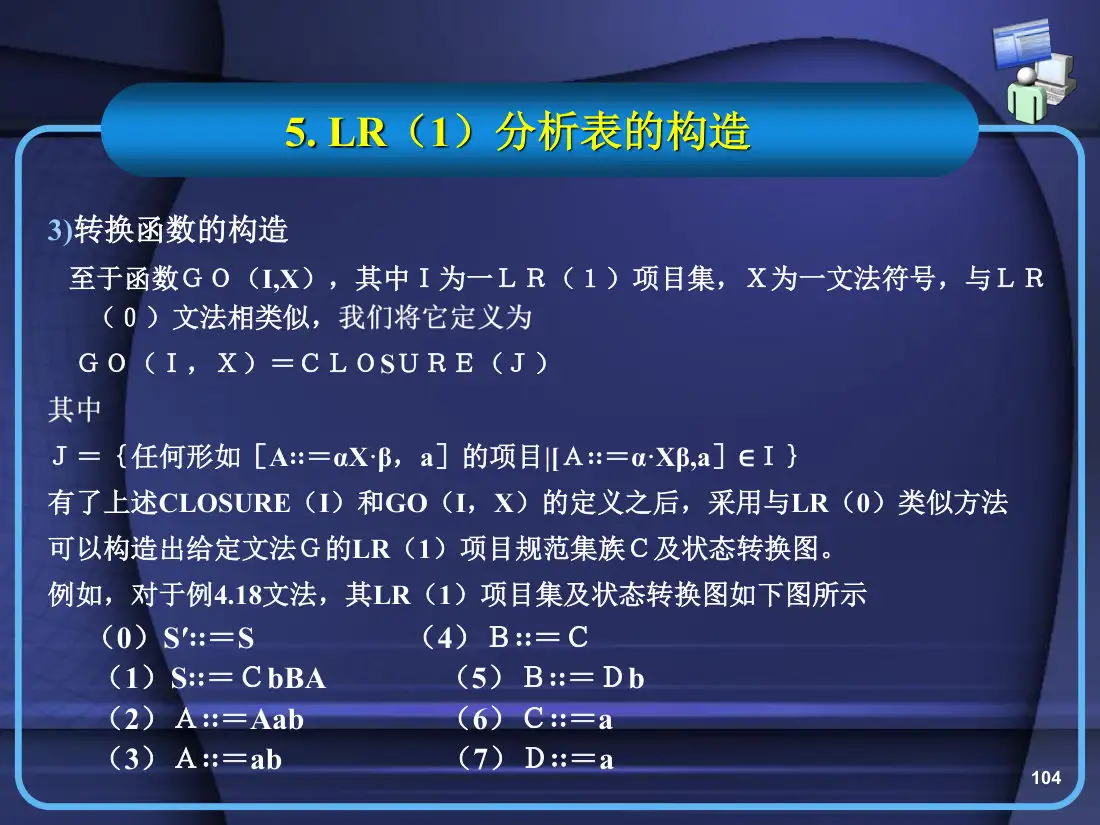 5. LR（1）分析表的构造
3)转换函数的构造
至于函数ＧＯ（I,X），其中Ｉ为一ＬＲ（１）项目集，Ｘ为一文法符号，与ＬＲ
（０）文法相类似，我们将它定义为
ＧＯ（Ｉ，Ｘ）＝ＣＬＯSＵＲＥ（Ｊ）
其中
Ｊ＝｛任何形如［A∷＝αX·β，a］的项目|[Ａ∷＝α·Xβ,a］∈Ｉ｝
有了上述CLOSURE（I）和GO（I，X）的定义之后，采用与LR（0）类似方法
可以构造出给定文法Ｇ的LR（1）项目规范集族Ｃ及状态转换图。
例如，对于例4.18文法，其LR（1）项目集及状态转换图如下图所示
（0）S′∷＝S （4）Ｂ∷＝Ｃ
（1）S∷＝ＣbBA （5）Ｂ∷＝Ｄb
（2）Ａ∷＝Aab （6）Ｃ∷＝a
（3）Ａ∷＝ab （7）Ｄ∷＝a
104